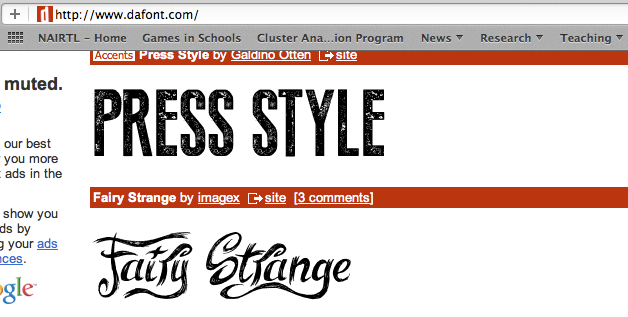 http://www.dafont.com/
NAIRTL - Home Games in Schools Cluster Ana...ion Program News Research Teaching
Accents Press Style by Galdino Otten site
muted.
PRESS STYLE
our best
you more
ads in the
Fairy Strange by imagex site [3 comments]
show you
ds by
g your ads
nces.
Fairy Strange
ogle